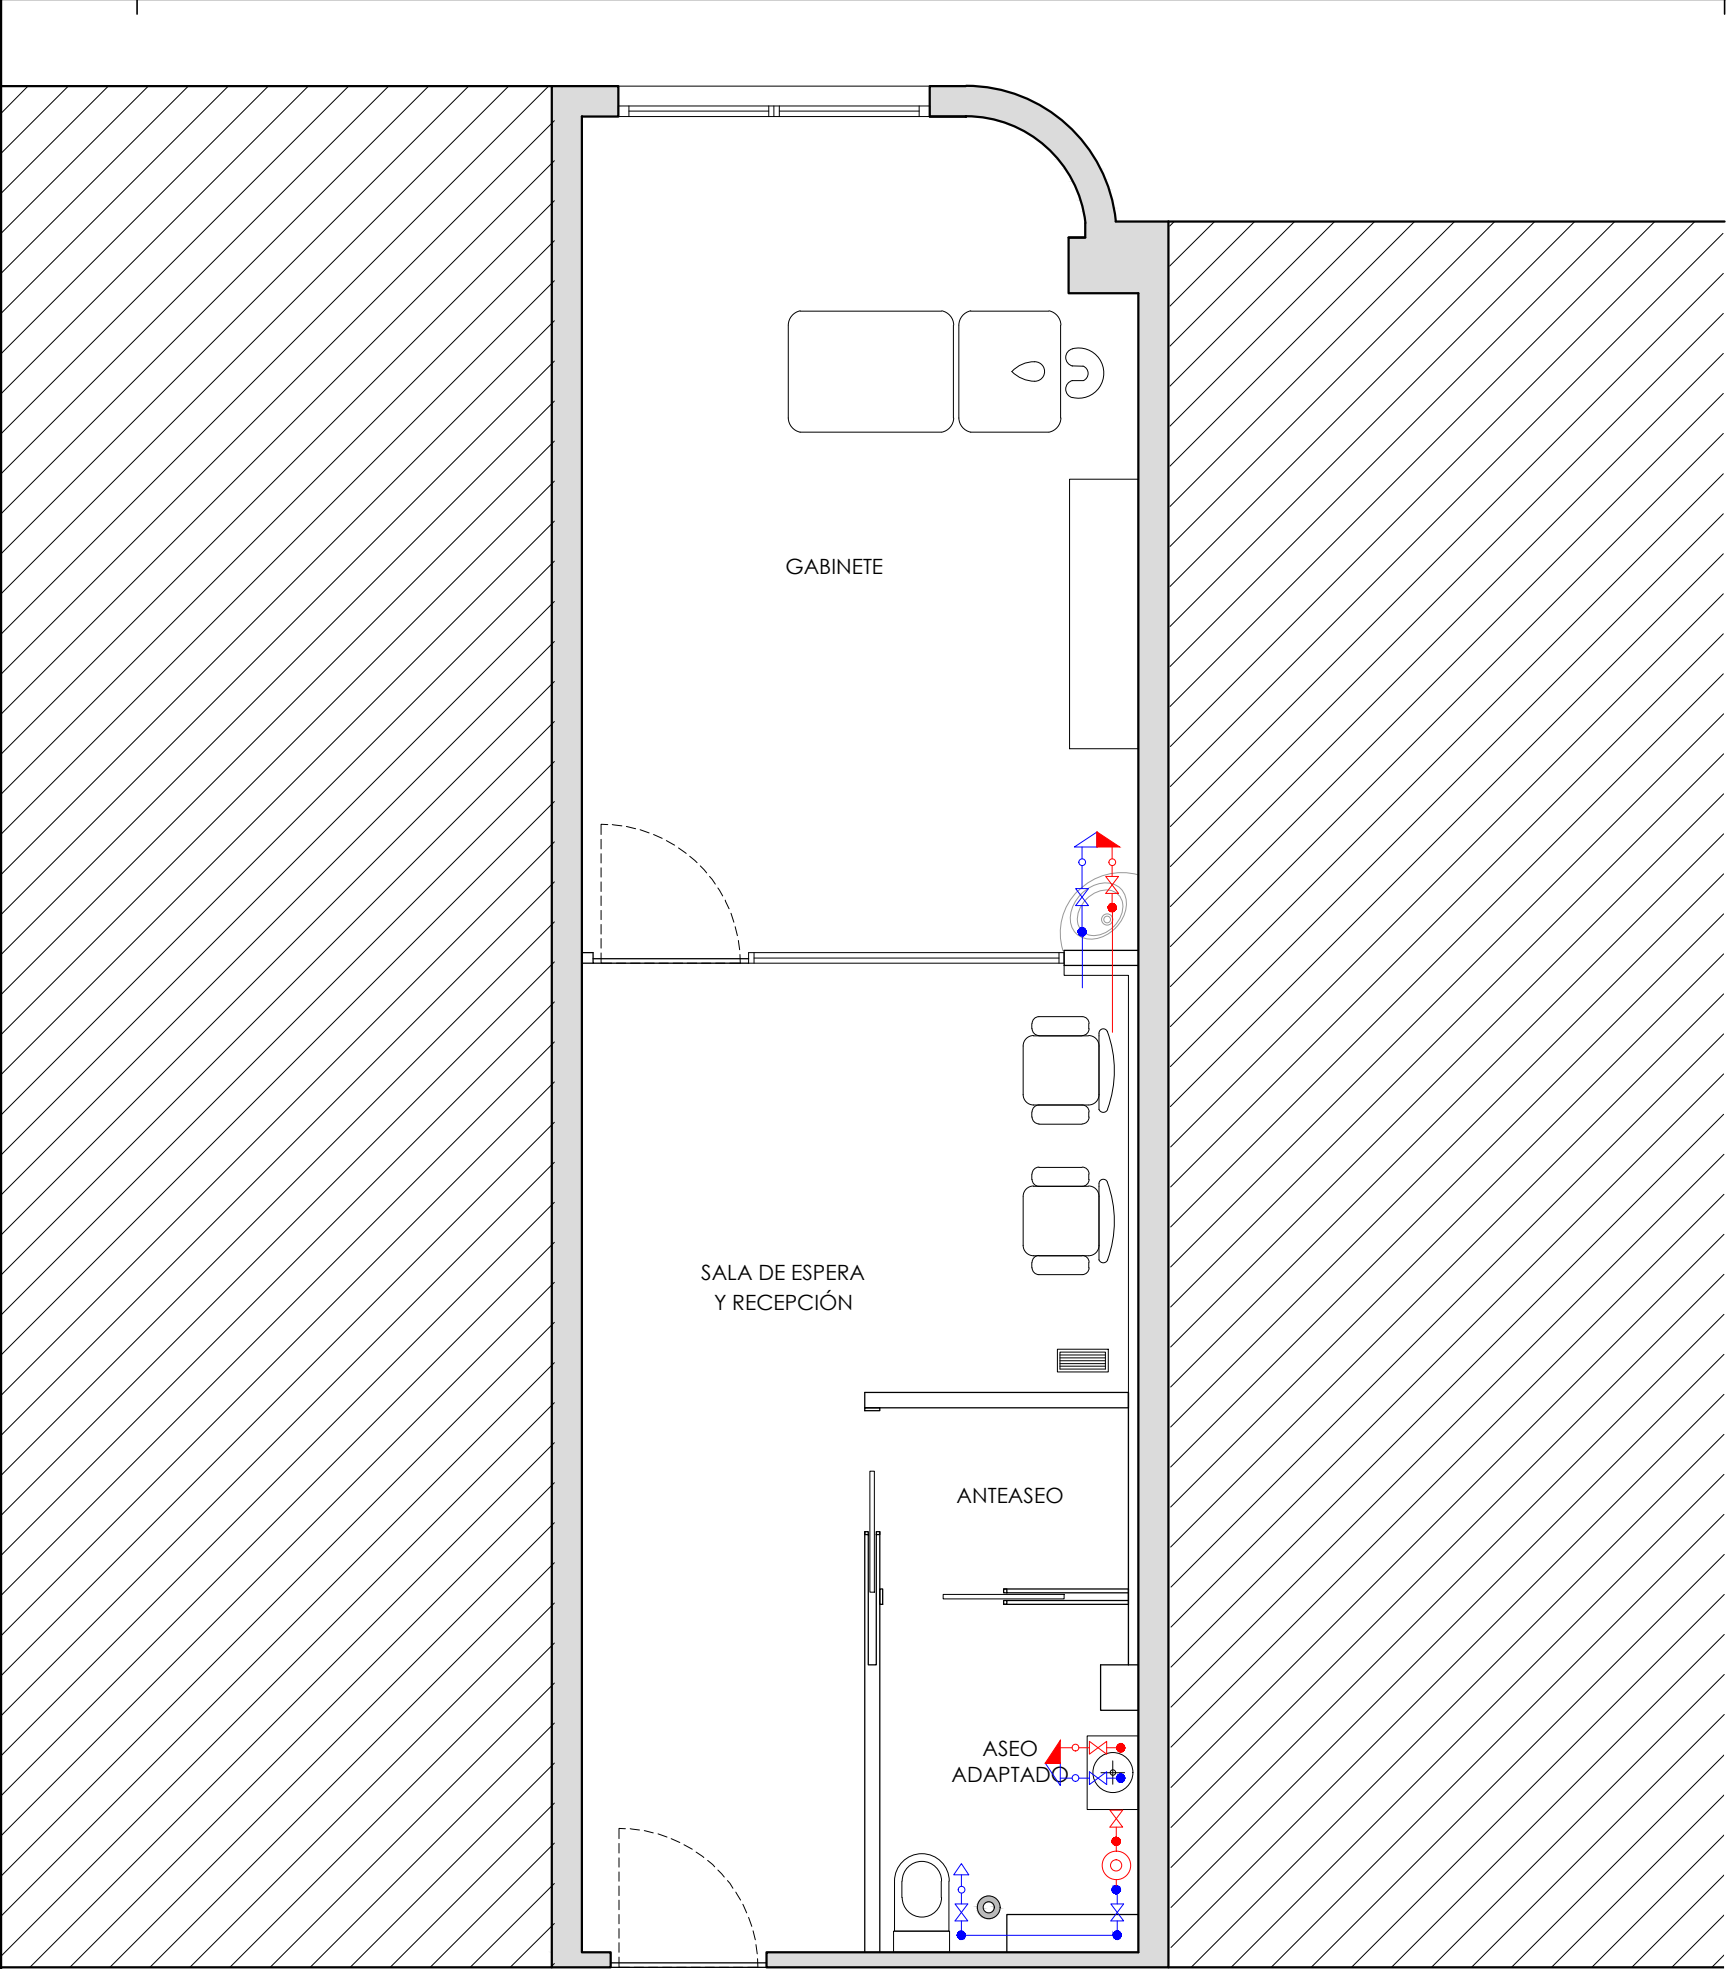 GABINETE
SALA DE ESPERA
Y RECEPCIÓN
ANTEASEO
ASEO
ADAPTADO